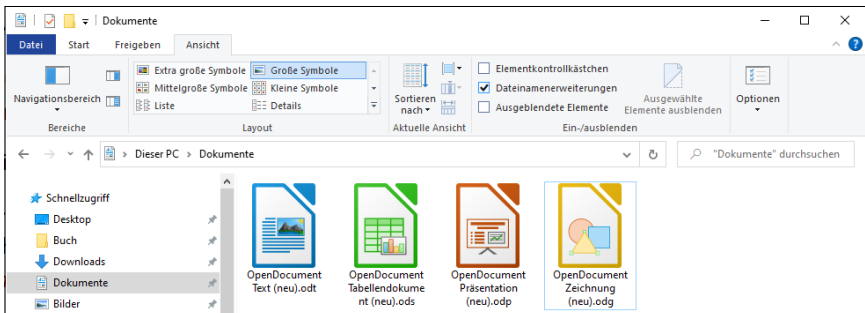 Dokumente
Datei Start Freigeben Ansicht
Extra große Symbole Große Symbole
Mittelgroße Symbole Kleine Symbole
Liste Details
Navigationsbereich
Sortieren
nach
Elementkontrollkästchen
Dateinamenerweiterungen
Ausgeblendete Elemente
Ausgewählte
Elemente ausblenden
Optionen
Bereiche Layout Aktuelle Ansicht Ein-/ausblenden
Dieser PC > Dokumente
"Dokumente" durchsuchen
Schnellzugriff
Desktop
Buch
Downloads
Dokumente
Bilder
OpenDocument
Text (neu).odt
OpenDocument
Tabellendokume
nt (neu).ods
OpenDocument
Präsentation
(neu).odp
OpenDocument
Zeichnung
(neu).odg